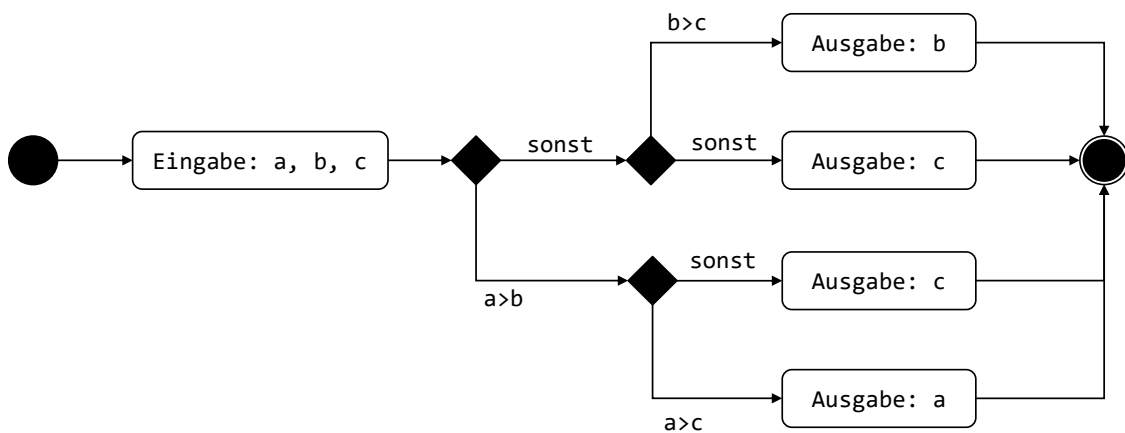 b>c
Ausgabe: b
Eingabe: a, b, c
sonst
sonst
Ausgabe: c
a>b
sonst
Ausgabe: c
a>c
Ausgabe: a